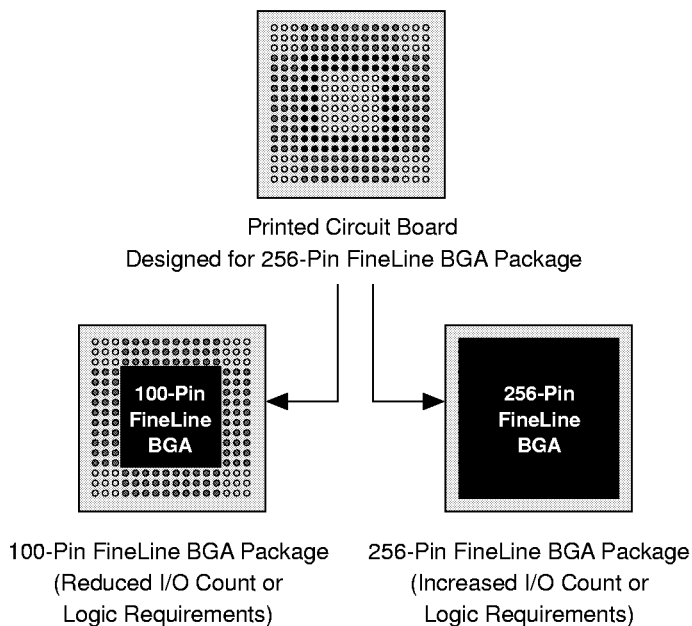 Printed Circuit Board
Designed for 256-Pin FineLine BGA Package
100-Pin
FineLine
BGA
256-Pin
FineLine
BGA
100-Pin FineLine BGA Package
(Reduced I/O Count or
Logic Requirements)
256-Pin FineLine BGA Package
(Increased I/O Count or
Logic Requirements)